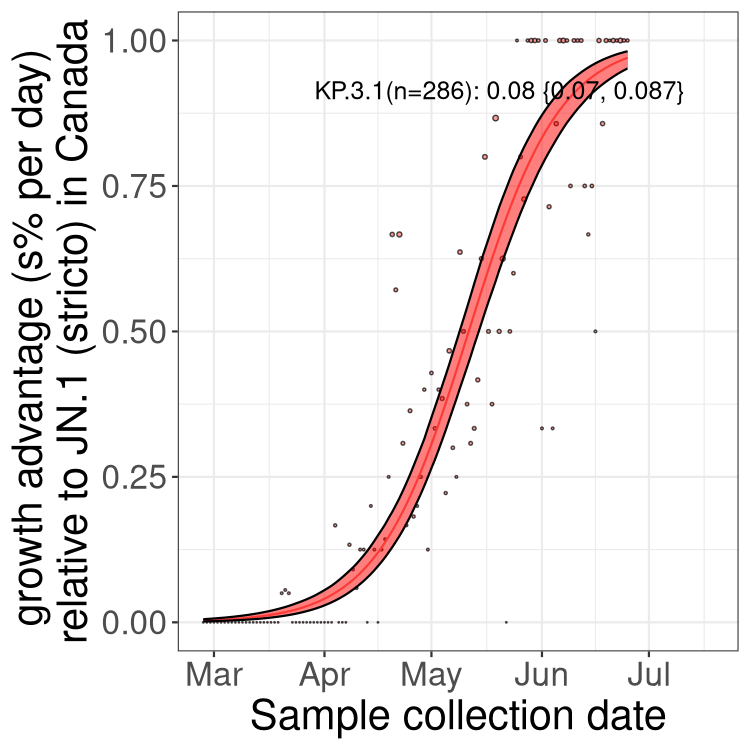 growth advantage (s% per day)
relative to JN.1 (stricto) in Canada
1.00
0.75
0.50
0.25
0.00
KP.3.1(n=286): 0.08 {0.07, 0.087}
Mar Apr May Jun Jul
Sample collection date